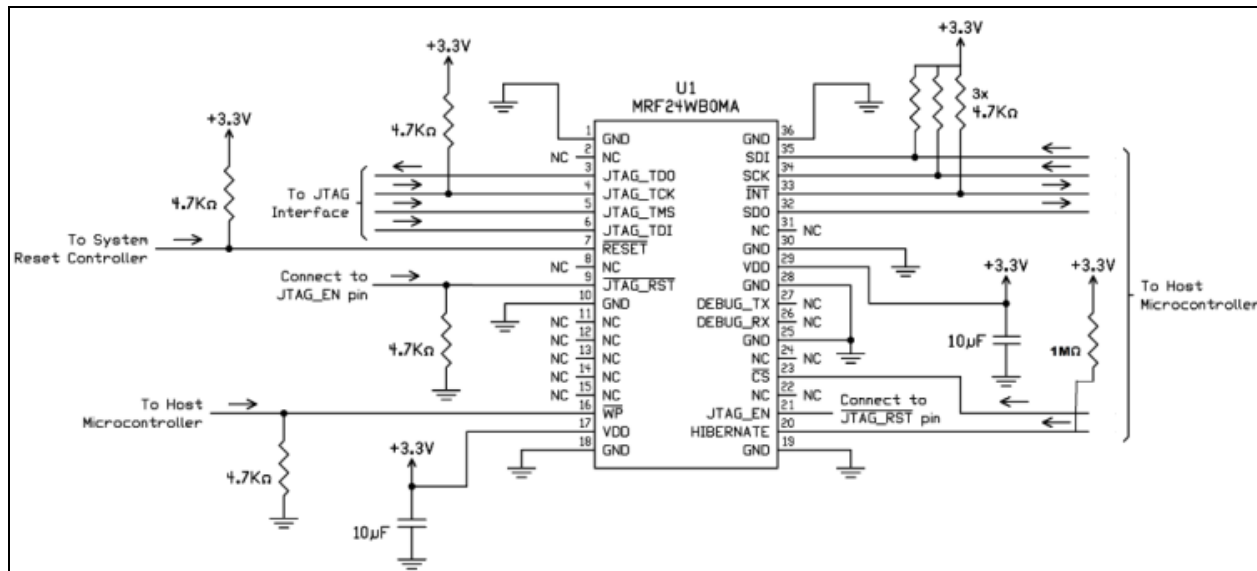 +3.3V
+3.3V
+3.3V
3x
4.7KΩ
4.7KΩ
+3.3V
4.7KΩ
U1
MRF24WB0MA
1 GND
NC 2 NC
3 JTAG_TDO
4 JTAG_TCK
5 JTAG_TMS
6 JTAG_TDI
7 RESET
NC 8 NC
9 JTAG_RST
10 GND
NC 11 NC
NC 12 NC
NC 13 NC
NC 14 NC
NC 15 NC
16 WP
17 VDD
18 GND
GND 36
SDI 35
SCK 34
INT 33
SDO 32
NC 31 NC
GND 30
VDD 29
GND 28
DEBUG_TX 27 NC
DEBUG_RX 26 NC
GND 25
NC 24 NC
CS 23
NC 22 NC
JTAG_EN 21
HIBERNATE 20
GND 19
To JTAG
Interface
To System
Reset Controller
Connect to
JTAG_EN pin
4.7KΩ
To Host
Microcontroller
4.7KΩ
+3.3V
10µF
+3.3V
+3.3V
10µF
1MΩ
Connect to
JTAG_RST pin
To Host
Microcontroller